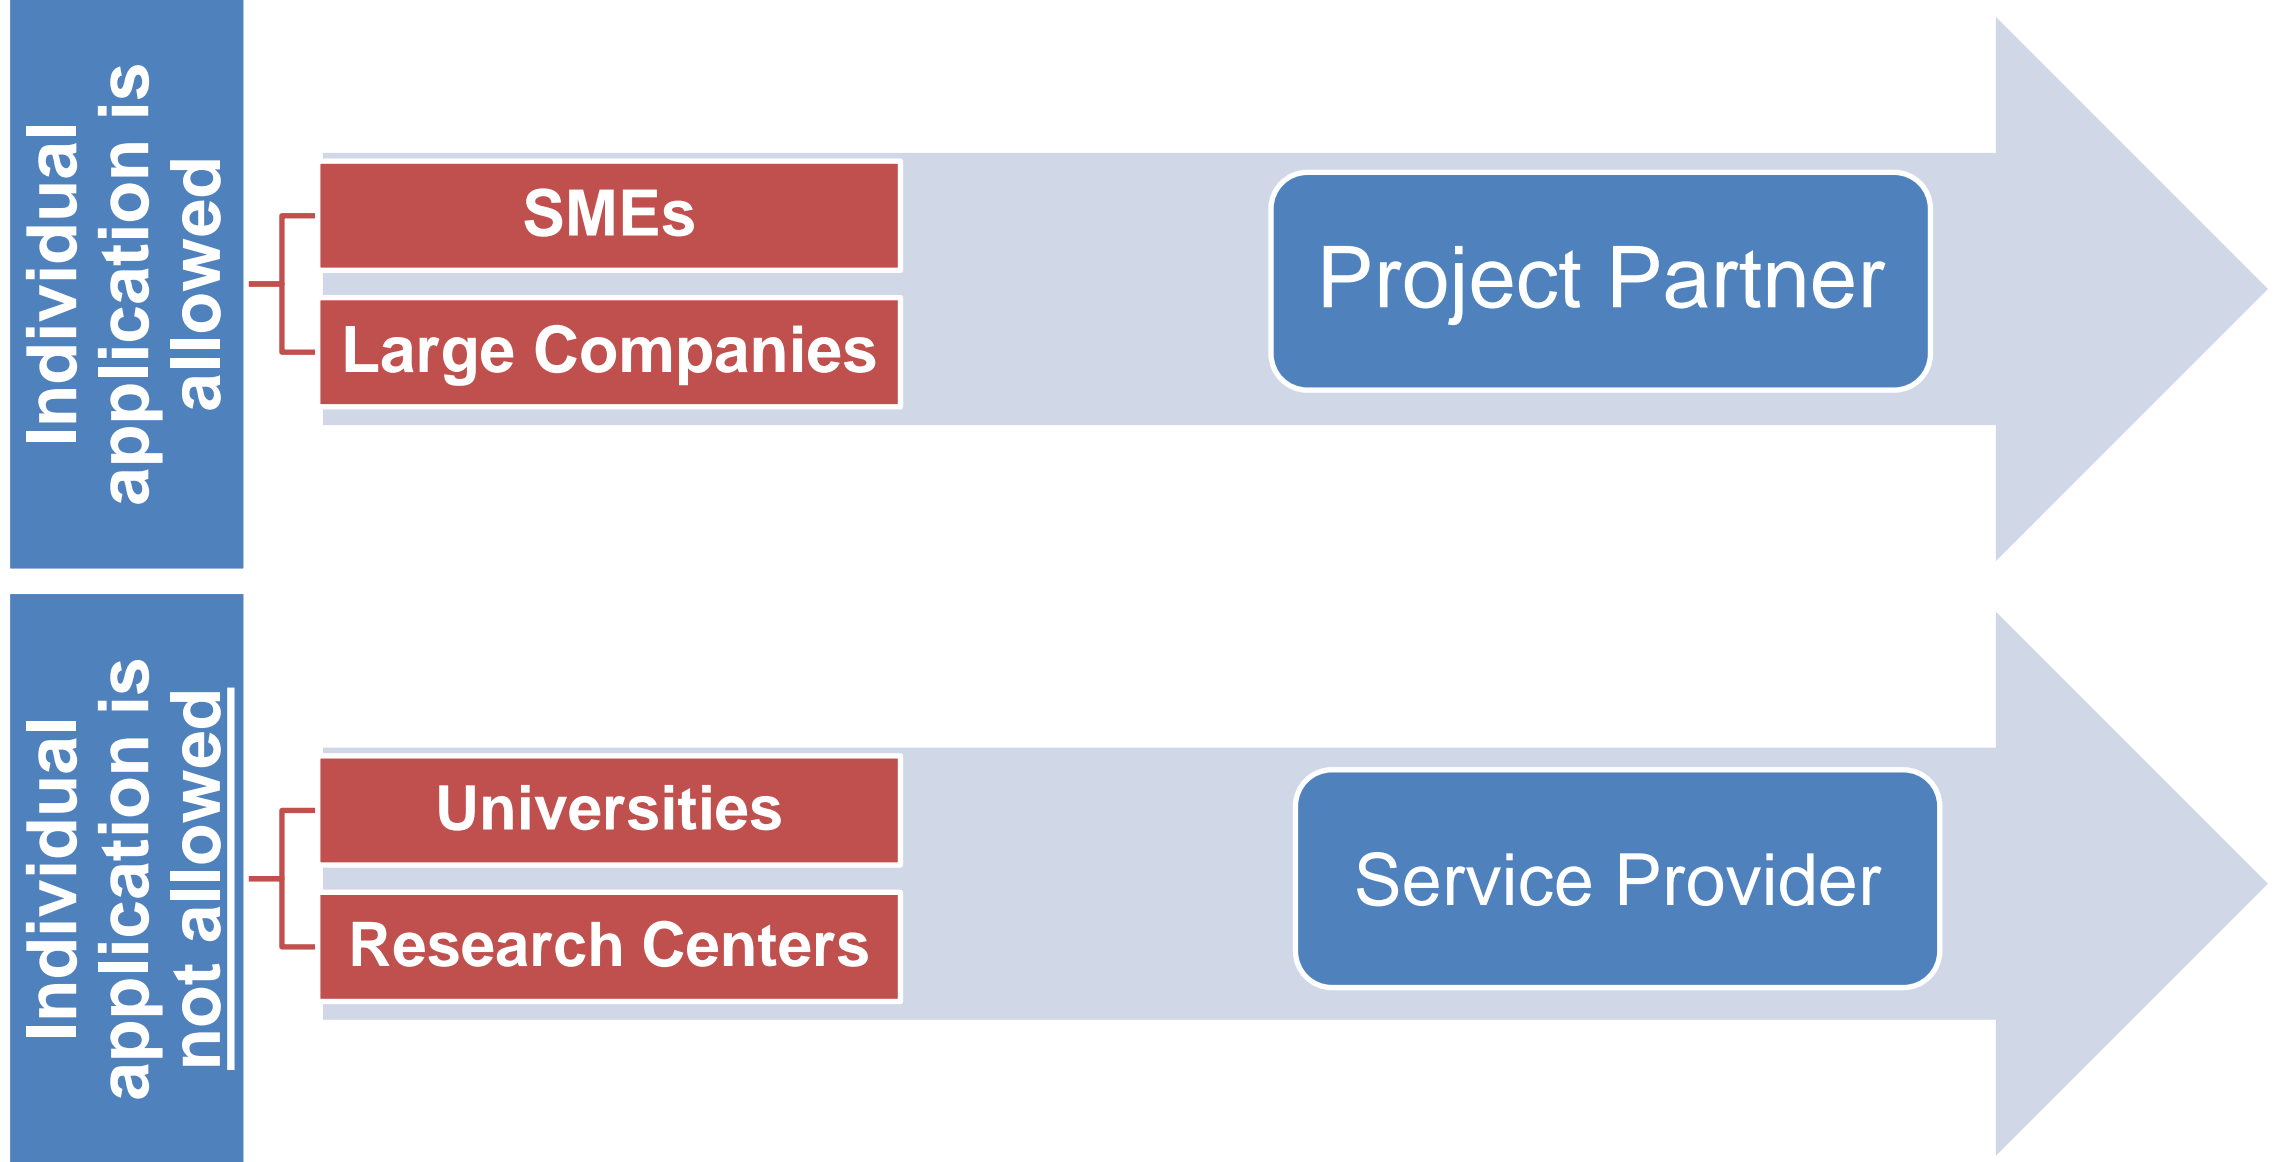 Individual
application is
allowed
SMEs
Large Companies
Project Partner
Individual
application is
not allowed
Universities
Research Centers
Service Provider